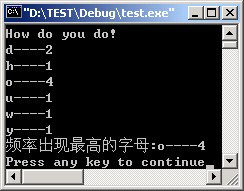 "D:\TEST\Debug\test.exe"
How do you do!
d----2
h----1
o----4
u----1
w----1
y----1
频率出现最高的字母:o----4
Press any key to continue